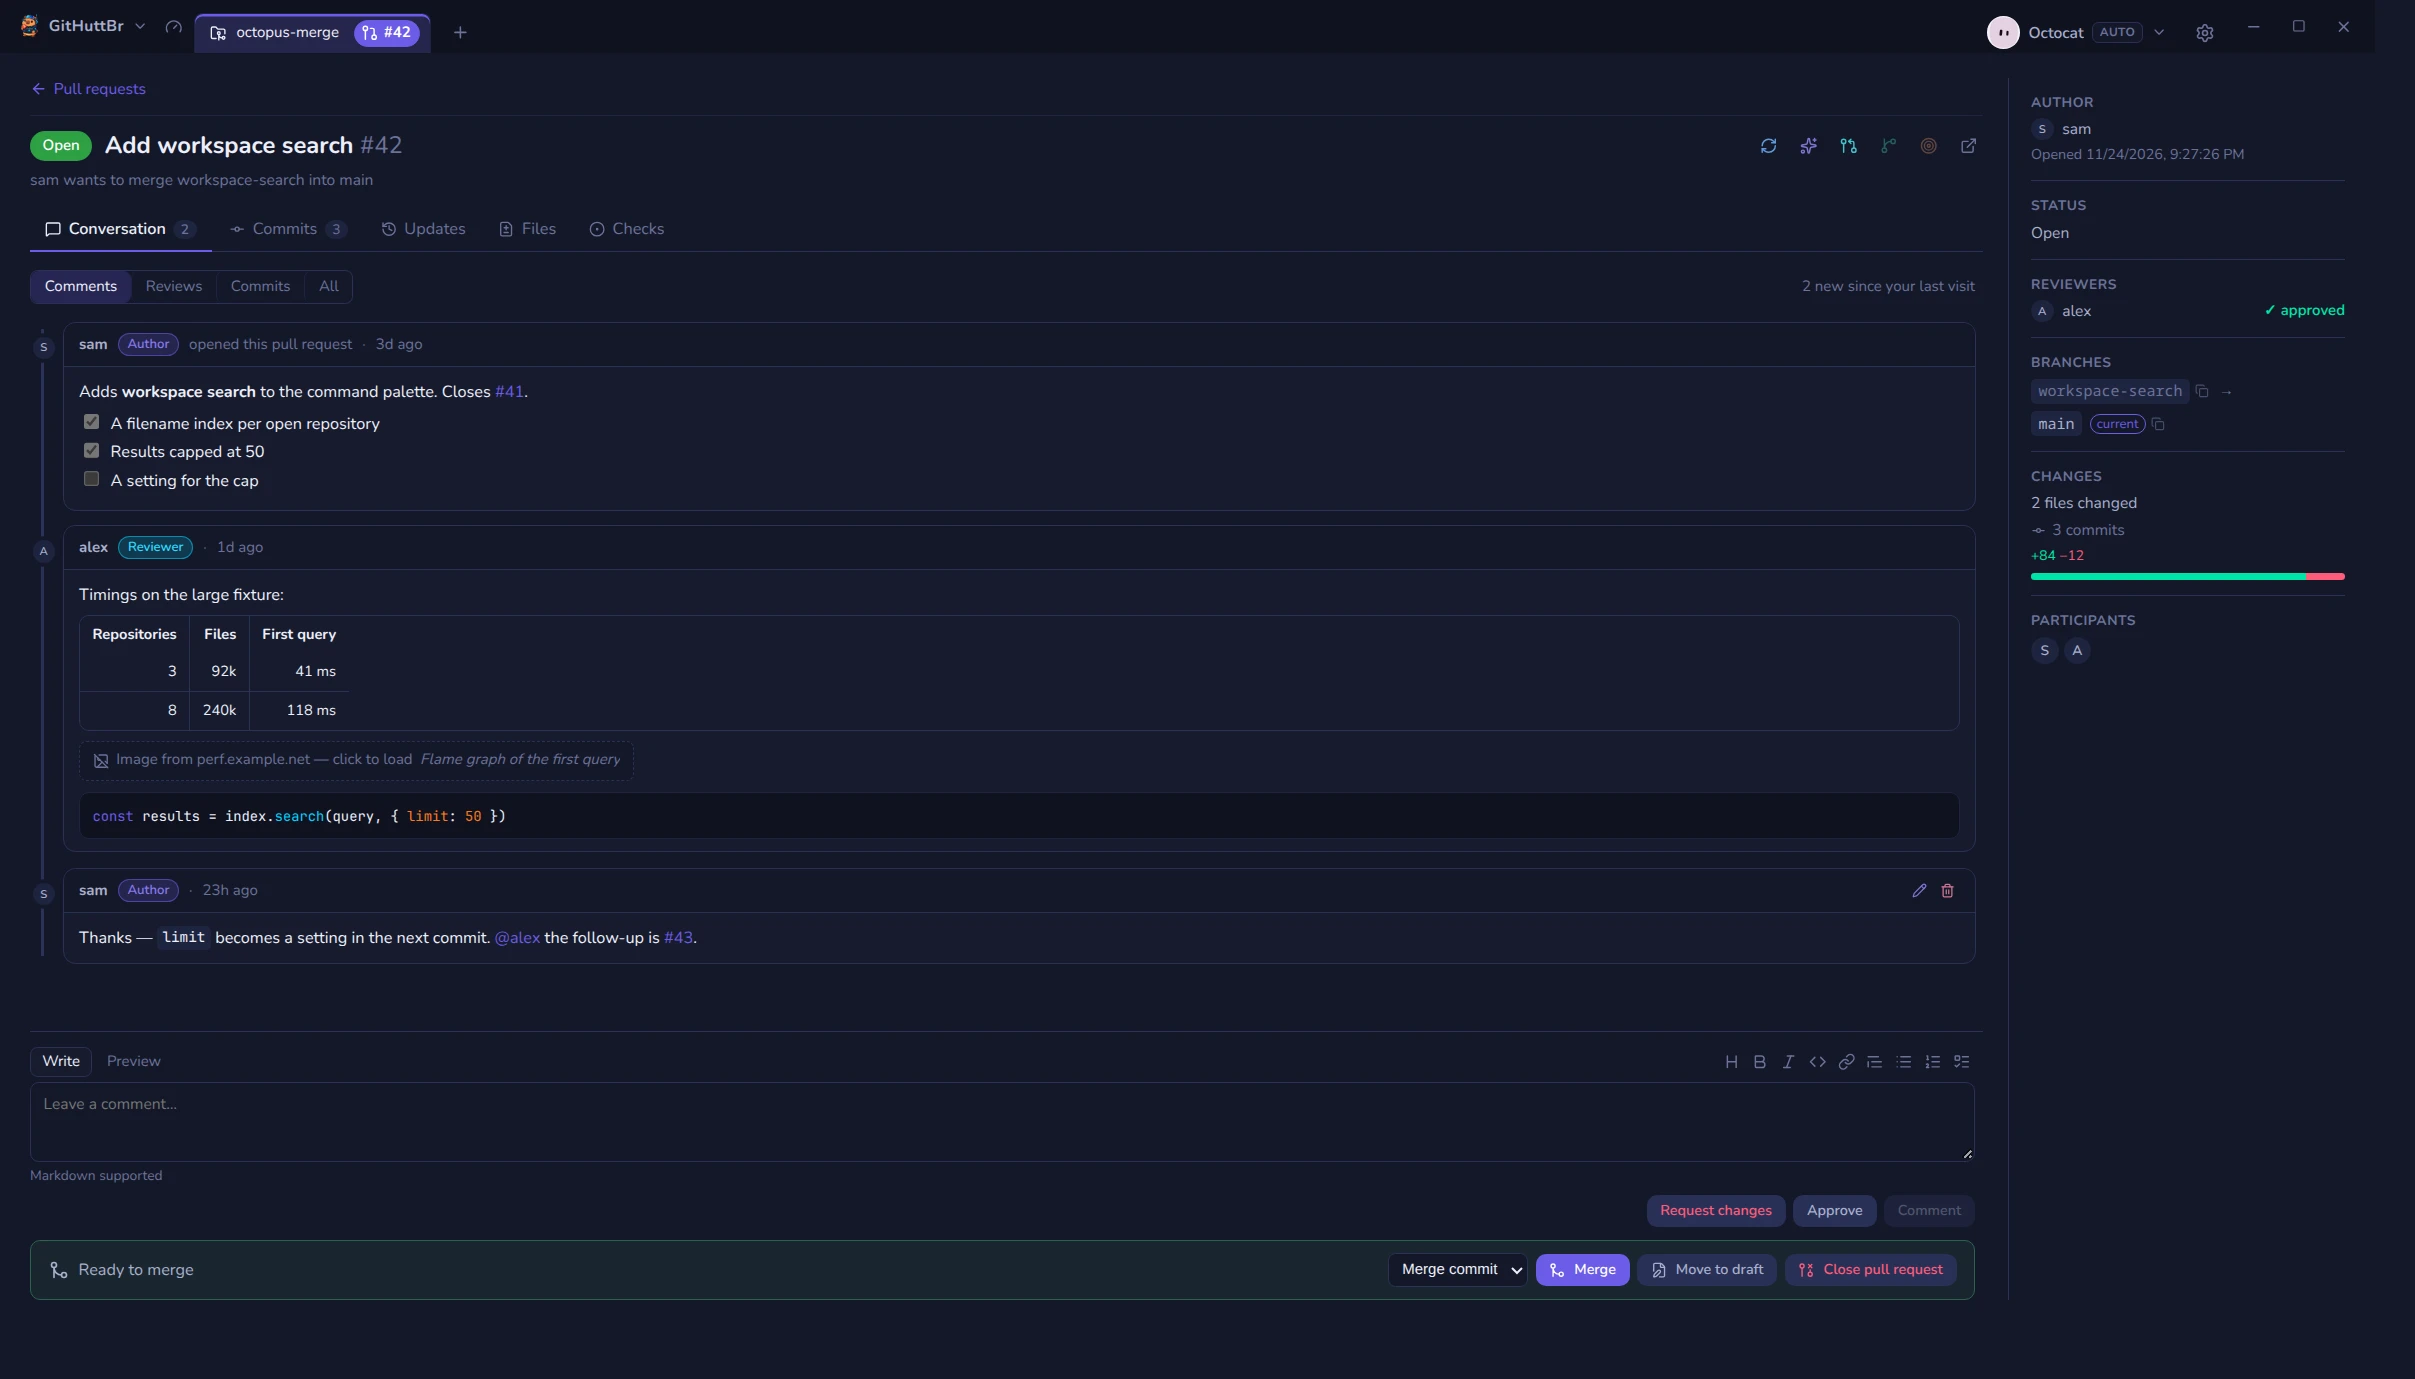 GitHuttBr
octopus-merge #42
Octocat AUTO
Pull requests
Open Add workspace search #42
sam wants to merge workspace-search into main
Conversation 2 Commits 3 Updates Files Checks
Comments Reviews Commits All
2 new since your last visit
S
sam Author opened this pull request · 3d ago
Adds workspace search to the command palette. Closes #41.
A filename index per open repository
Results capped at 50
A setting for the cap
A
alex Reviewer · 1d ago
Timings on the large fixture:
Repositories Files First query
3 92k 41 ms
8 240k 118 ms
Image from perf.example.net — click to load Flame graph of the first query
const results = index.search(query, { limit: 50 })
S
sam Author · 23h ago
Thanks — limit becomes a setting in the next commit. @alex the follow-up is #43.
Write Preview
Leave a comment...
Markdown supported
Request changes Approve Comment
Ready to merge
Merge commit Merge Move to draft Close pull request
AUTHOR
S sam
Opened 11/24/2026, 9:27:26 PM
STATUS
Open
REVIEWERS
A alex ✓ approved
BRANCHES
workspace-search →
main current
CHANGES
2 files changed
3 commits
+84 −12
PARTICIPANTS
S A